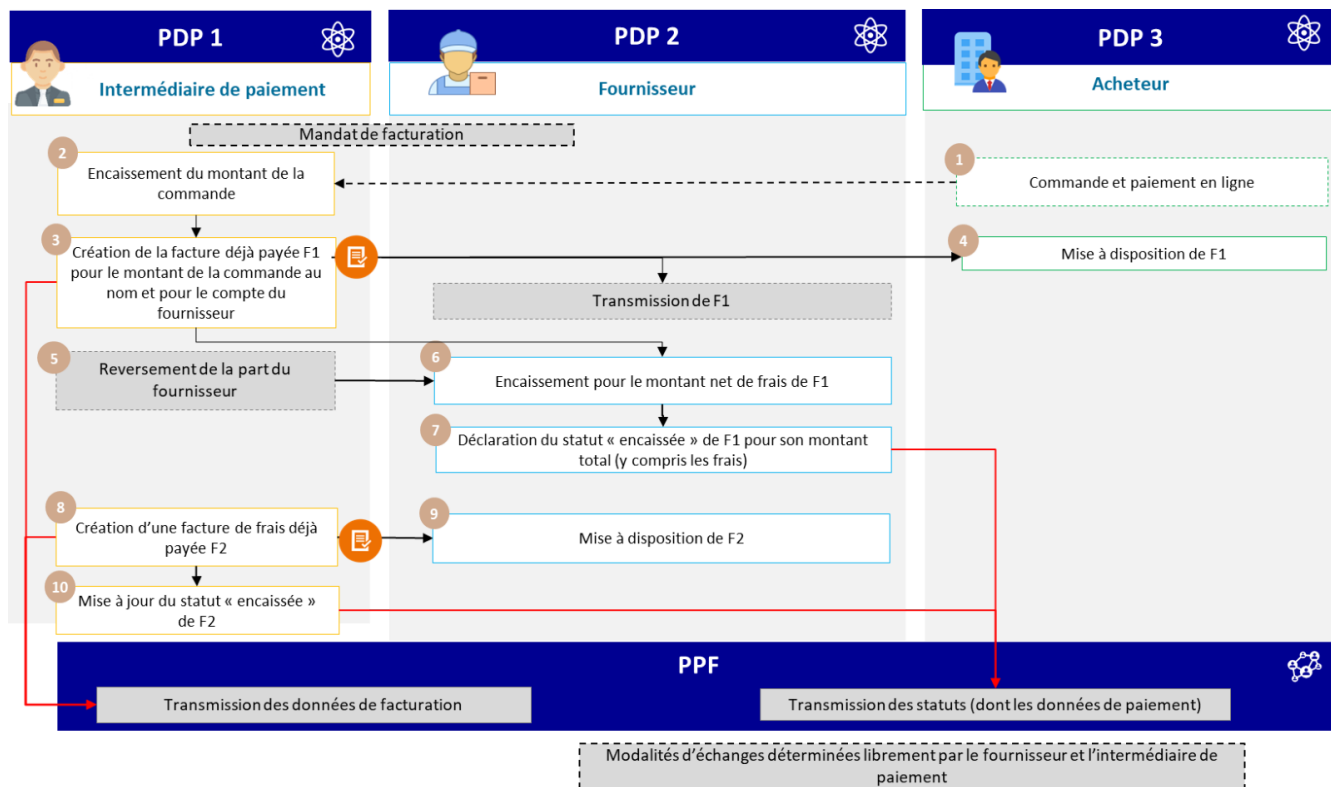 PDP 1
PDP 2
PDP 3
Intermédiaire de paiement
Fournisseur
Acheteur
Mandat de facturation
2
Encaissement du montant de la
commande
1
Commande et paiement en ligne
3
Création de la facture déjà payée F1
pour le montant de la commande au
nom et pour le compte du
fournisseur
4
Mise à disposition de F1
Transmission de F1
5
Reversement de la part du
fournisseur
6
Encaissement pour le montant net de frais de F1
7
Déclaration du statut « encaissée » de F1 pour son montant
total (y compris les frais)
8
Création d’une facture de frais déjà
payée F2
9
Mise à disposition de F2
10
Mise à jour du statut « encaissée »
de F2
PPF
Transmission des données de facturation
Transmission des statuts (dont les données de paiement)
Modalités d’échanges déterminées librement par le fournisseur et l’intermédiaire de
paiement